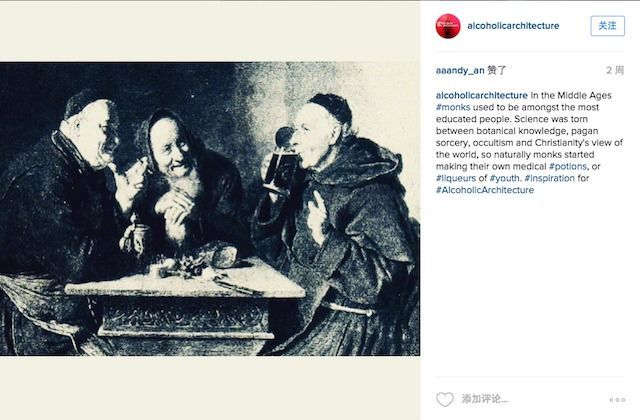 alcoholicarchitecture
关注
aaandy_an 赞了
2 周
alcoholicarchitecture In the Middle Ages
#monks used to be amongst the most
educated people. Science was torn
between botanical knowledge, pagan
sorcery, occultism and Christianity's view of
the world, so naturally monks started
making their own medical #potions, or
#liqueurs of #youth. #inspiration for
#AlcoholicArchitecture
添加评论...